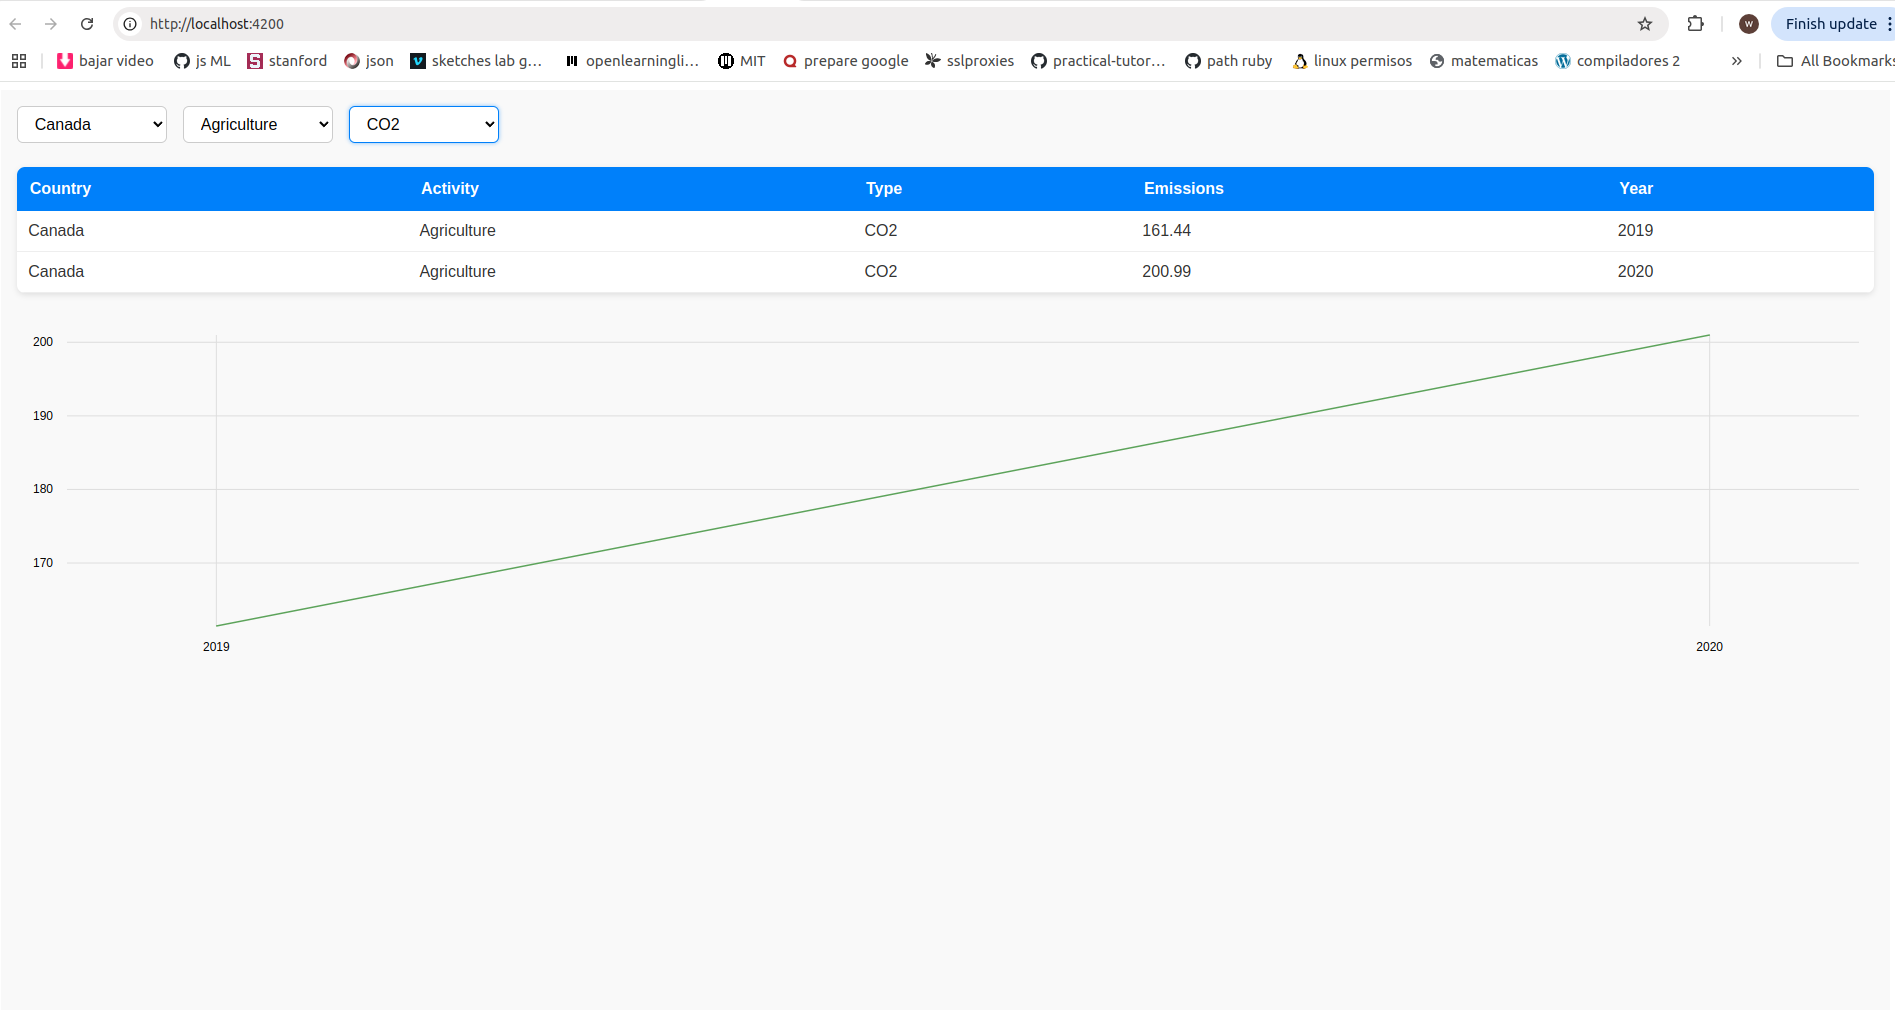 http://localhost:4200
W
Finish update
bajar video js ML stanford json sketches lab g... openlearningli... MIT prepare google sslproxies practical-tutor... path ruby linux permisos matematicas compiladores 2 » All Bookmarks
Canada Agriculture CO2
Country Activity Type Emissions Year
Canada Agriculture CO2 161.44 2019
Canada Agriculture CO2 200.99 2020
200
190
180
170
2019 2020